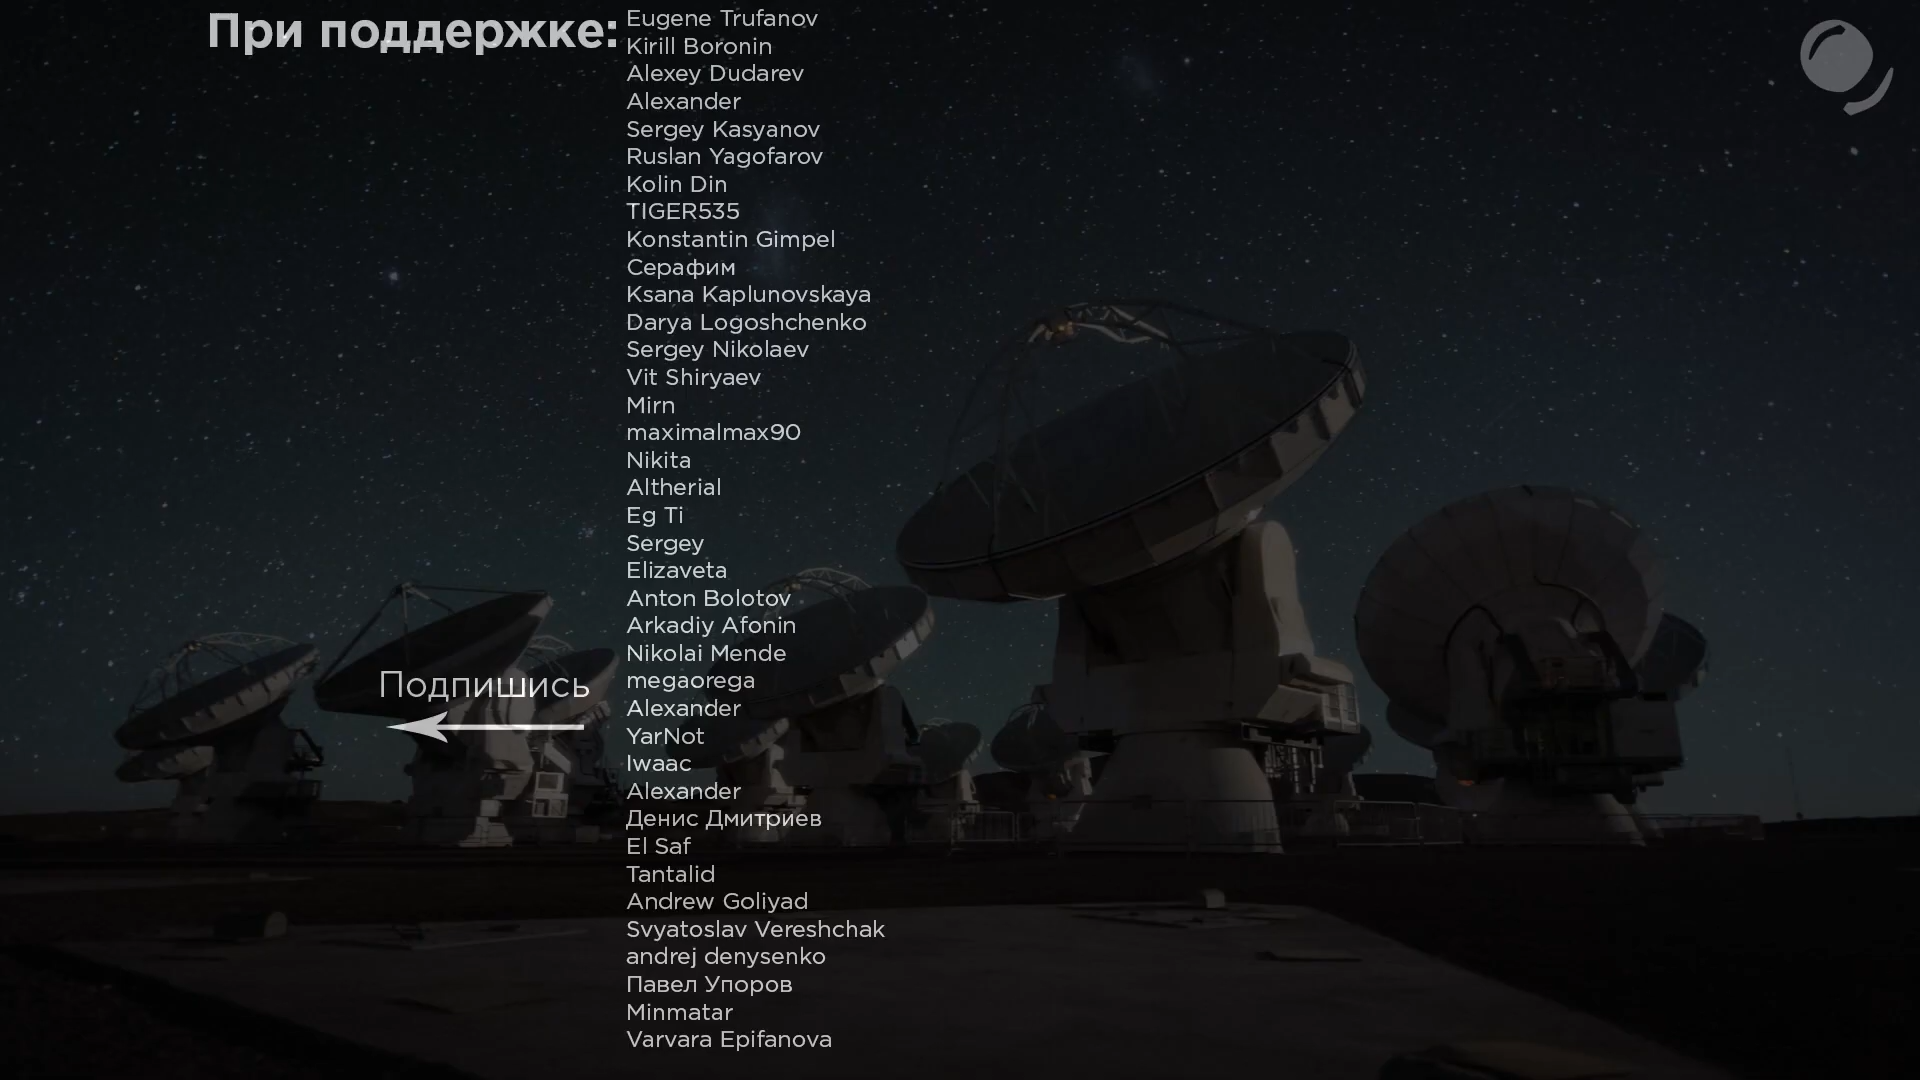 При поддержке:
Eugene Trufanov
Kirill Boronin
Alexey Dudarev
Alexander
Sergey Kasyanov
Ruslan Yagofarov
Kolin Din
TIGER535
Konstantin Gimpel
Серафим
Ksana Kaplunovskaya
Darya Logoshchenko
Sergey Nikolaev
Vit Shiryaev
Mirn
maximalmax90
Nikita
Altherial
Eg Ti
Sergey
Elizaveta
Anton Bolotov
Arkadiy Afonin
Nikolai Mende
megaorega
Alexander
YarNot
Iwaac
Alexander
Денис Дмитриев
El Saf
Tantalid
Andrew Goliyad
Svyatoslav Vereshchak
andrej denysenko
Павел Упоров
Minmatar
Varvara Epifanova
Подпишись